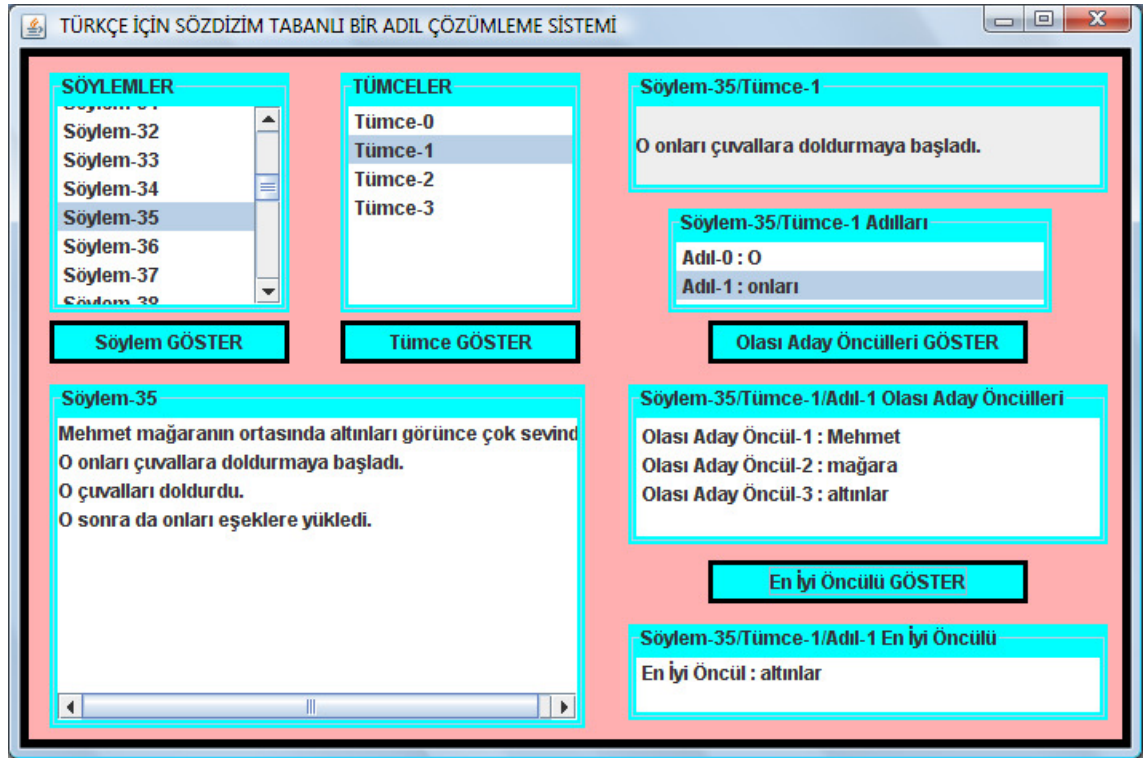 TÜRKÇE İÇİN SÖZDİZİM TABANLI BİR ADIL ÇÖZÜMLEME SİSTEMİ
SÖYLEMLER
Söylem-32
Söylem-33
Söylem-34
Söylem-35
Söylem-36
Söylem-37
Söylem-38
Söylem GÖSTER
TÜMCELER
Tümce-0
Tümce-1
Tümce-2
Tümce-3
Tümce GÖSTER
Söylem-35/Tümce-1
O onları çuvallara doldurmaya başladı.
Söylem-35/Tümce-1 Adılları
Adıl-0 : O
Adıl-1 : onları
Olası Aday Öncülleri GÖSTER
Söylem-35
Mehmet mağaranın ortasında altınları görünce çok sevind
O onları çuvallara doldurmaya başladı.
O çuvalları doldurdu.
O sonra da onları eşeklere yükledi.
Söylem-35/Tümce-1/Adıl-1 Olası Aday Öncülleri
Olası Aday Öncül-1 : Mehmet
Olası Aday Öncül-2 : mağara
Olası Aday Öncül-3 : altınlar
En İyi Öncülü GÖSTER
Söylem-35/Tümce-1/Adıl-1 En İyi Öncülü
En İyi Öncül : altınlar